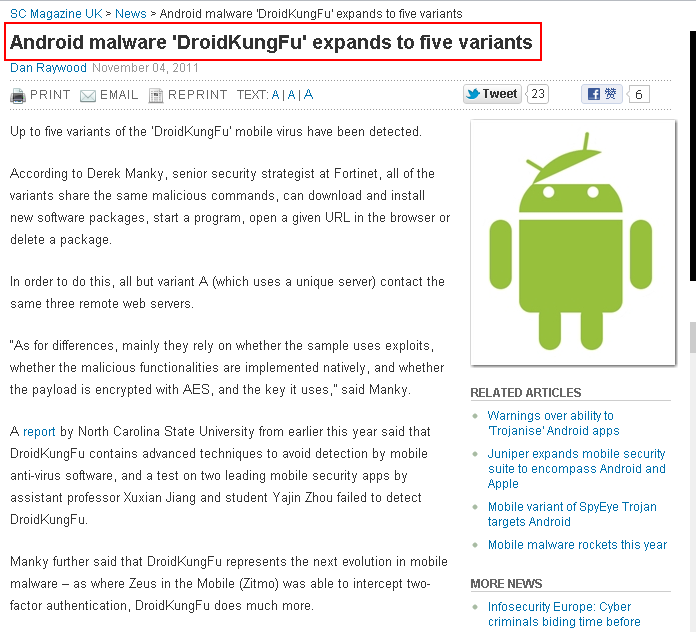 SC Magazine UK > News > Android malware 'DroidKungFu' expands to five variants
Android malware 'DroidKungFu' expands to five variants
Dan Raywood November 04, 2011
PRINT EMAIL REPRINT TEXT: A | A | A
Tweet 23
赞 6
Up to five variants of the 'DroidKungFu' mobile virus have been detected.
According to Derek Manky, senior security strategist at Fortinet, all of the
variants share the same malicious commands, can download and install
new software packages, start a program, open a given URL in the browser or
delete a package.
In order to do this, all but variant A (which uses a unique server) contact the
same three remote web servers.
“As for differences, mainly they rely on whether the sample uses exploits,
whether the malicious functionalities are implemented natively, and whether
the payload is encrypted with AES, and the key it uses,” said Manky.
A report by North Carolina State University from earlier this year said that
DroidKungFu contains advanced techniques to avoid detection by mobile
anti-virus software, and a test on two leading mobile security apps by
assistant professor Xuxian Jiang and student Yajin Zhou failed to detect
DroidKungFu.
Manky further said that DroidKungFu represents the next evolution in mobile
malware – as where Zeus in the Mobile (Zitmo) was able to intercept two-
factor authentication, DroidKungFu does much more.
RELATED ARTICLES
Warnings over ability to
'Trojanise' Android apps
Juniper expands mobile security
suite to encompass Android and
Apple
Mobile variant of SpyEye Trojan
targets Android
Mobile malware rockets this year
MORE NEWS
Infosecurity Europe: Cyber
criminals biding time before